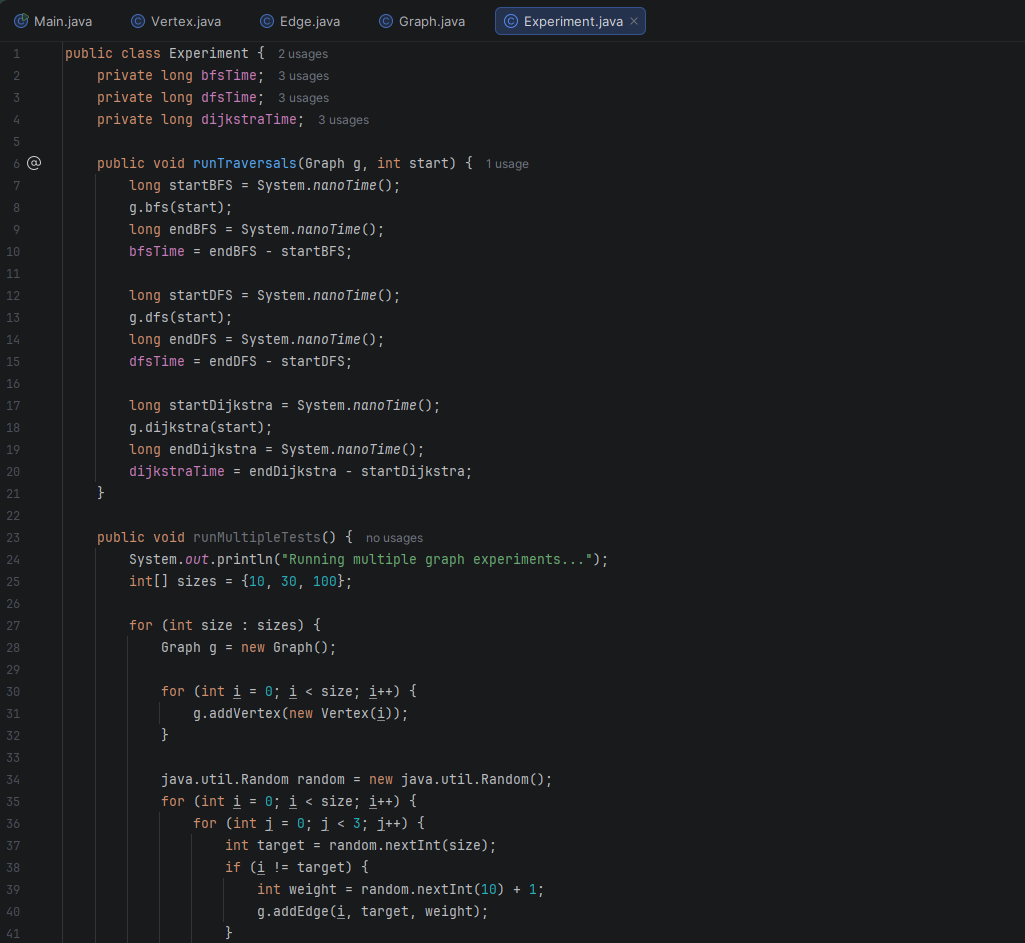 Main.java Vertex.java Edge.java Graph.java Experiment.java ×
1 public class Experiment { 2 usages
2 private long bfsTime; 3 usages
3 private long dfsTime; 3 usages
4 private long dijkstraTime; 3 usages
5
6 @ public void runTraversals(Graph g, int start) { 1 usage
7 long startBFS = System.nanoTime();
8 g.bfs(start);
9 long endBFS = System.nanoTime();
10 bfsTime = endBFS - startBFS;
11
12 long startDFS = System.nanoTime();
13 g.dfs(start);
14 long endDFS = System.nanoTime();
15 dfsTime = endDFS - startDFS;
16
17 long startDijkstra = System.nanoTime();
18 g.dijkstra(start);
19 long endDijkstra = System.nanoTime();
20 dijkstraTime = endDijkstra - startDijkstra;
21 }
22
23 public void runMultipleTests() { no usages
24 System.out.println("Running multiple graph experiments...");
25 int[] sizes = {10, 30, 100};
26
27 for (int size : sizes) {
28 Graph g = new Graph();
29
30 for (int i = 0; i < size; i++) {
31 g.addVertex(new Vertex(i));
32 }
33
34 java.util.Random random = new java.util.Random();
35 for (int i = 0; i < size; i++) {
36 for (int j = 0; j < 3; j++) {
37 int target = random.nextInt(size);
38 if (i != target) {
39 int weight = random.nextInt(10) + 1;
40 g.addEdge(i, target, weight);
41 }